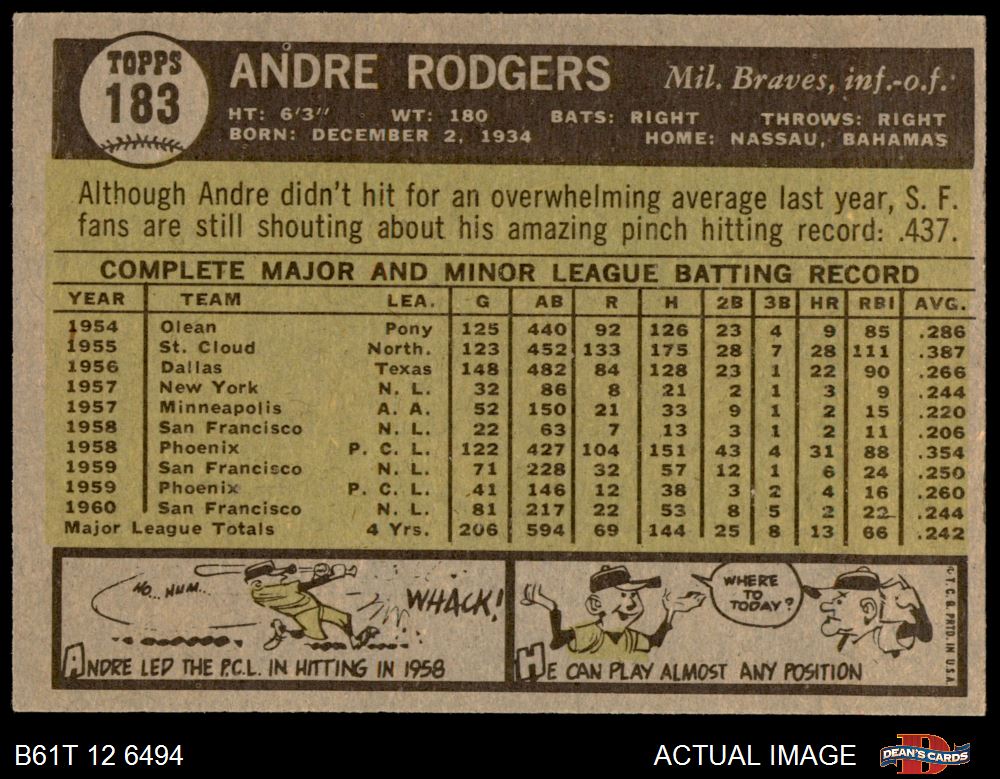 TOPPS
183
ANDRE RODGERS Mil. Braves, inf.-o.f.
HT: 6'3" WT: 180 BATS: RIGHT THROWS: RIGHT
BORN: DECEMBER 2, 1934 HOME: NASSAU, BAHAMAS
Although Andre didn't hit for an overwhelming average last year, S. F.
fans are still shouting about his amazing pinch hitting record: .437.
COMPLETE MAJOR AND MINOR LEAGUE BATTING RECORD
YEAR TEAM LEA. G AB R H 2B 3B HR RBI AVG.
1954 Olean Pony 125 440 92 126 23 4 9 85 .286
1955 St. Cloud North. 123 452 133 175 28 7 28 111 .387
1956 Dallas Texas 148 482 84 128 23 1 22 90 .266
1957 New York N. L. 32 86 8 21 2 1 3 9 .244
1957 Minneapolis A. A. 52 150 21 33 9 1 2 15 .220
1958 San Francisco N. L. 22 63 7 13 3 1 2 11 .206
1958 Phoenix P. C. L. 122 427 104 151 43 4 31 88 .354
1959 San Francisco N. L. 71 228 32 57 12 1 6 24 .250
1959 Phoenix P. C. L. 41 146 12 38 3 2 4 16 .260
1960 San Francisco N. L. 81 217 22 53 8 5 2 22 .244
Major League Totals 4 Yrs. 206 594 69 144 25 8 13 66 .242
HO.. HUM..
WHACK!
ANDRE LED THE P.C.L. IN HITTING IN 1958
WHERE
TO
TODAY?
HE CAN PLAY ALMOST ANY POSITION
© T. C. G. PRTD. IN U.S.A.
B61T 12 6494 ACTUAL IMAGE DEAN'S CARDS